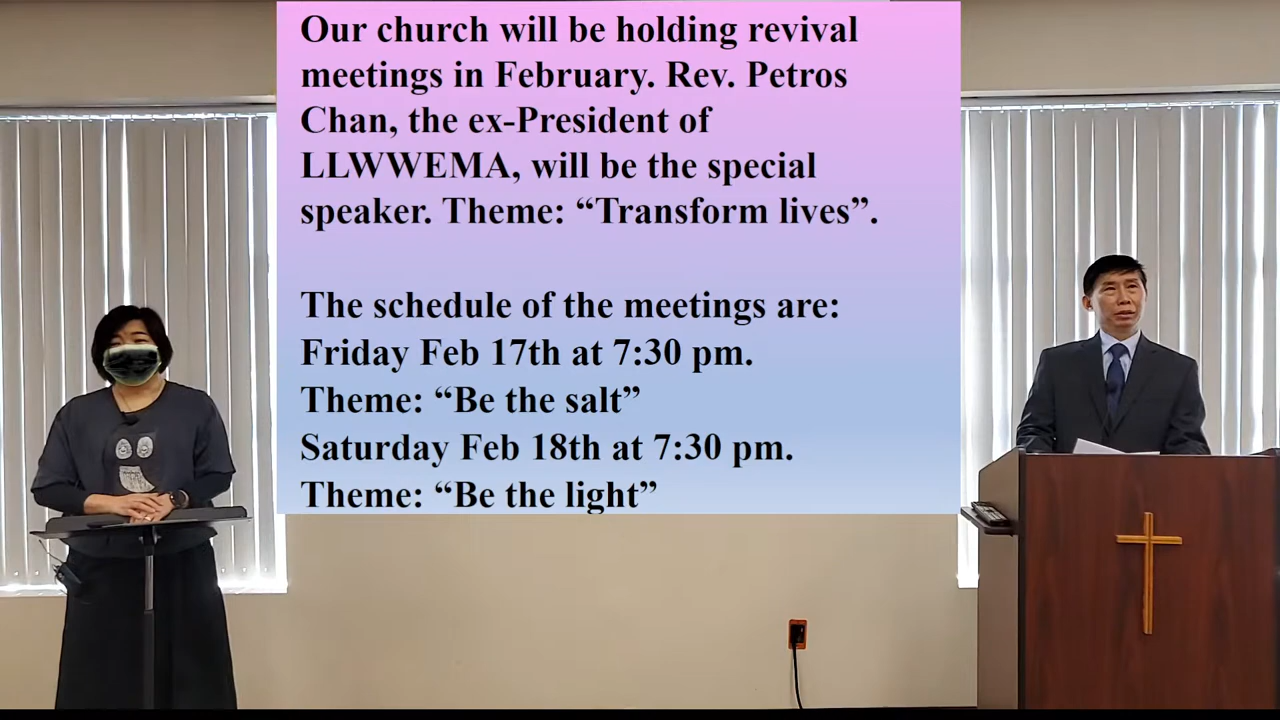 Our church will be holding revival
meetings in February. Rev. Petros
Chan, the ex-President of
LLWWEMA, will be the special
speaker. Theme: “Transform lives”.
The schedule of the meetings are:
Friday Feb 17th at 7:30 pm.
Theme: “Be the salt”
Saturday Feb 18th at 7:30 pm.
Theme: “Be the light”